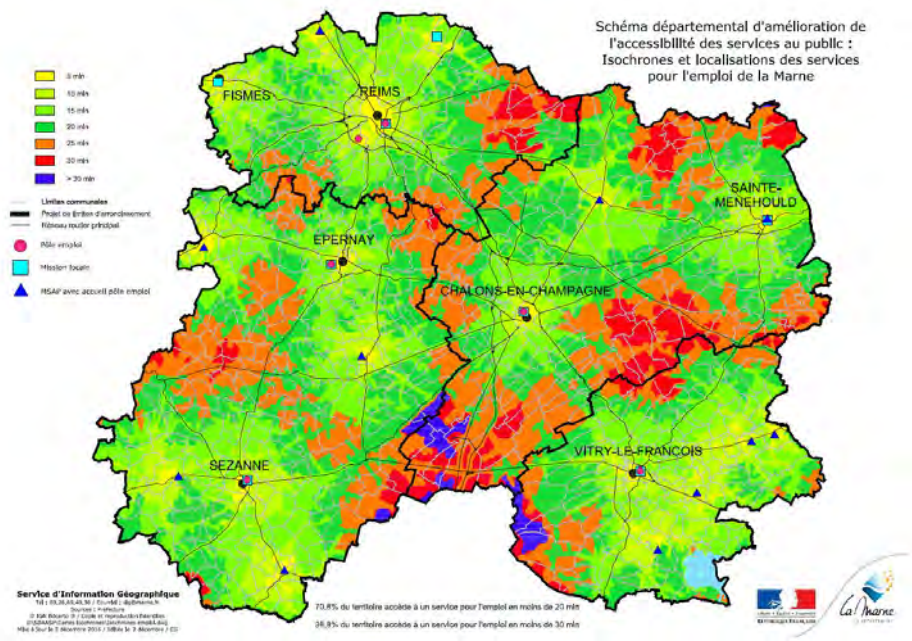 Schéma départemental d'amélioration de
l'accessibilité des services au public :
Isochrones et localisations des services
pour l'emploi de la Marne
5 min
10 min
15 min
20 min
25 min
30 min
> 30 min
Limites communales
Projet de limites d'arrondissement
Réseau routier principal
Pôle emploi
Mission locale
MSAP avec accueil pôle emploi
FISMES
REIMS
SAINTE-
MENEHOULD
EPERNAY
CHALONS-EN-CHAMPAGNE
SEZANNE
VITRY-LE-FRANCOIS
Service d'Information Géographique
Sources : Préfecture
70,8% du territoire accède à un service pour l'emploi en moins de 20 min
98,8% du territoire accède à un service pour l'emploi en moins de 30 min
RÉPUBLIQUE FRANÇAISE
La Marne